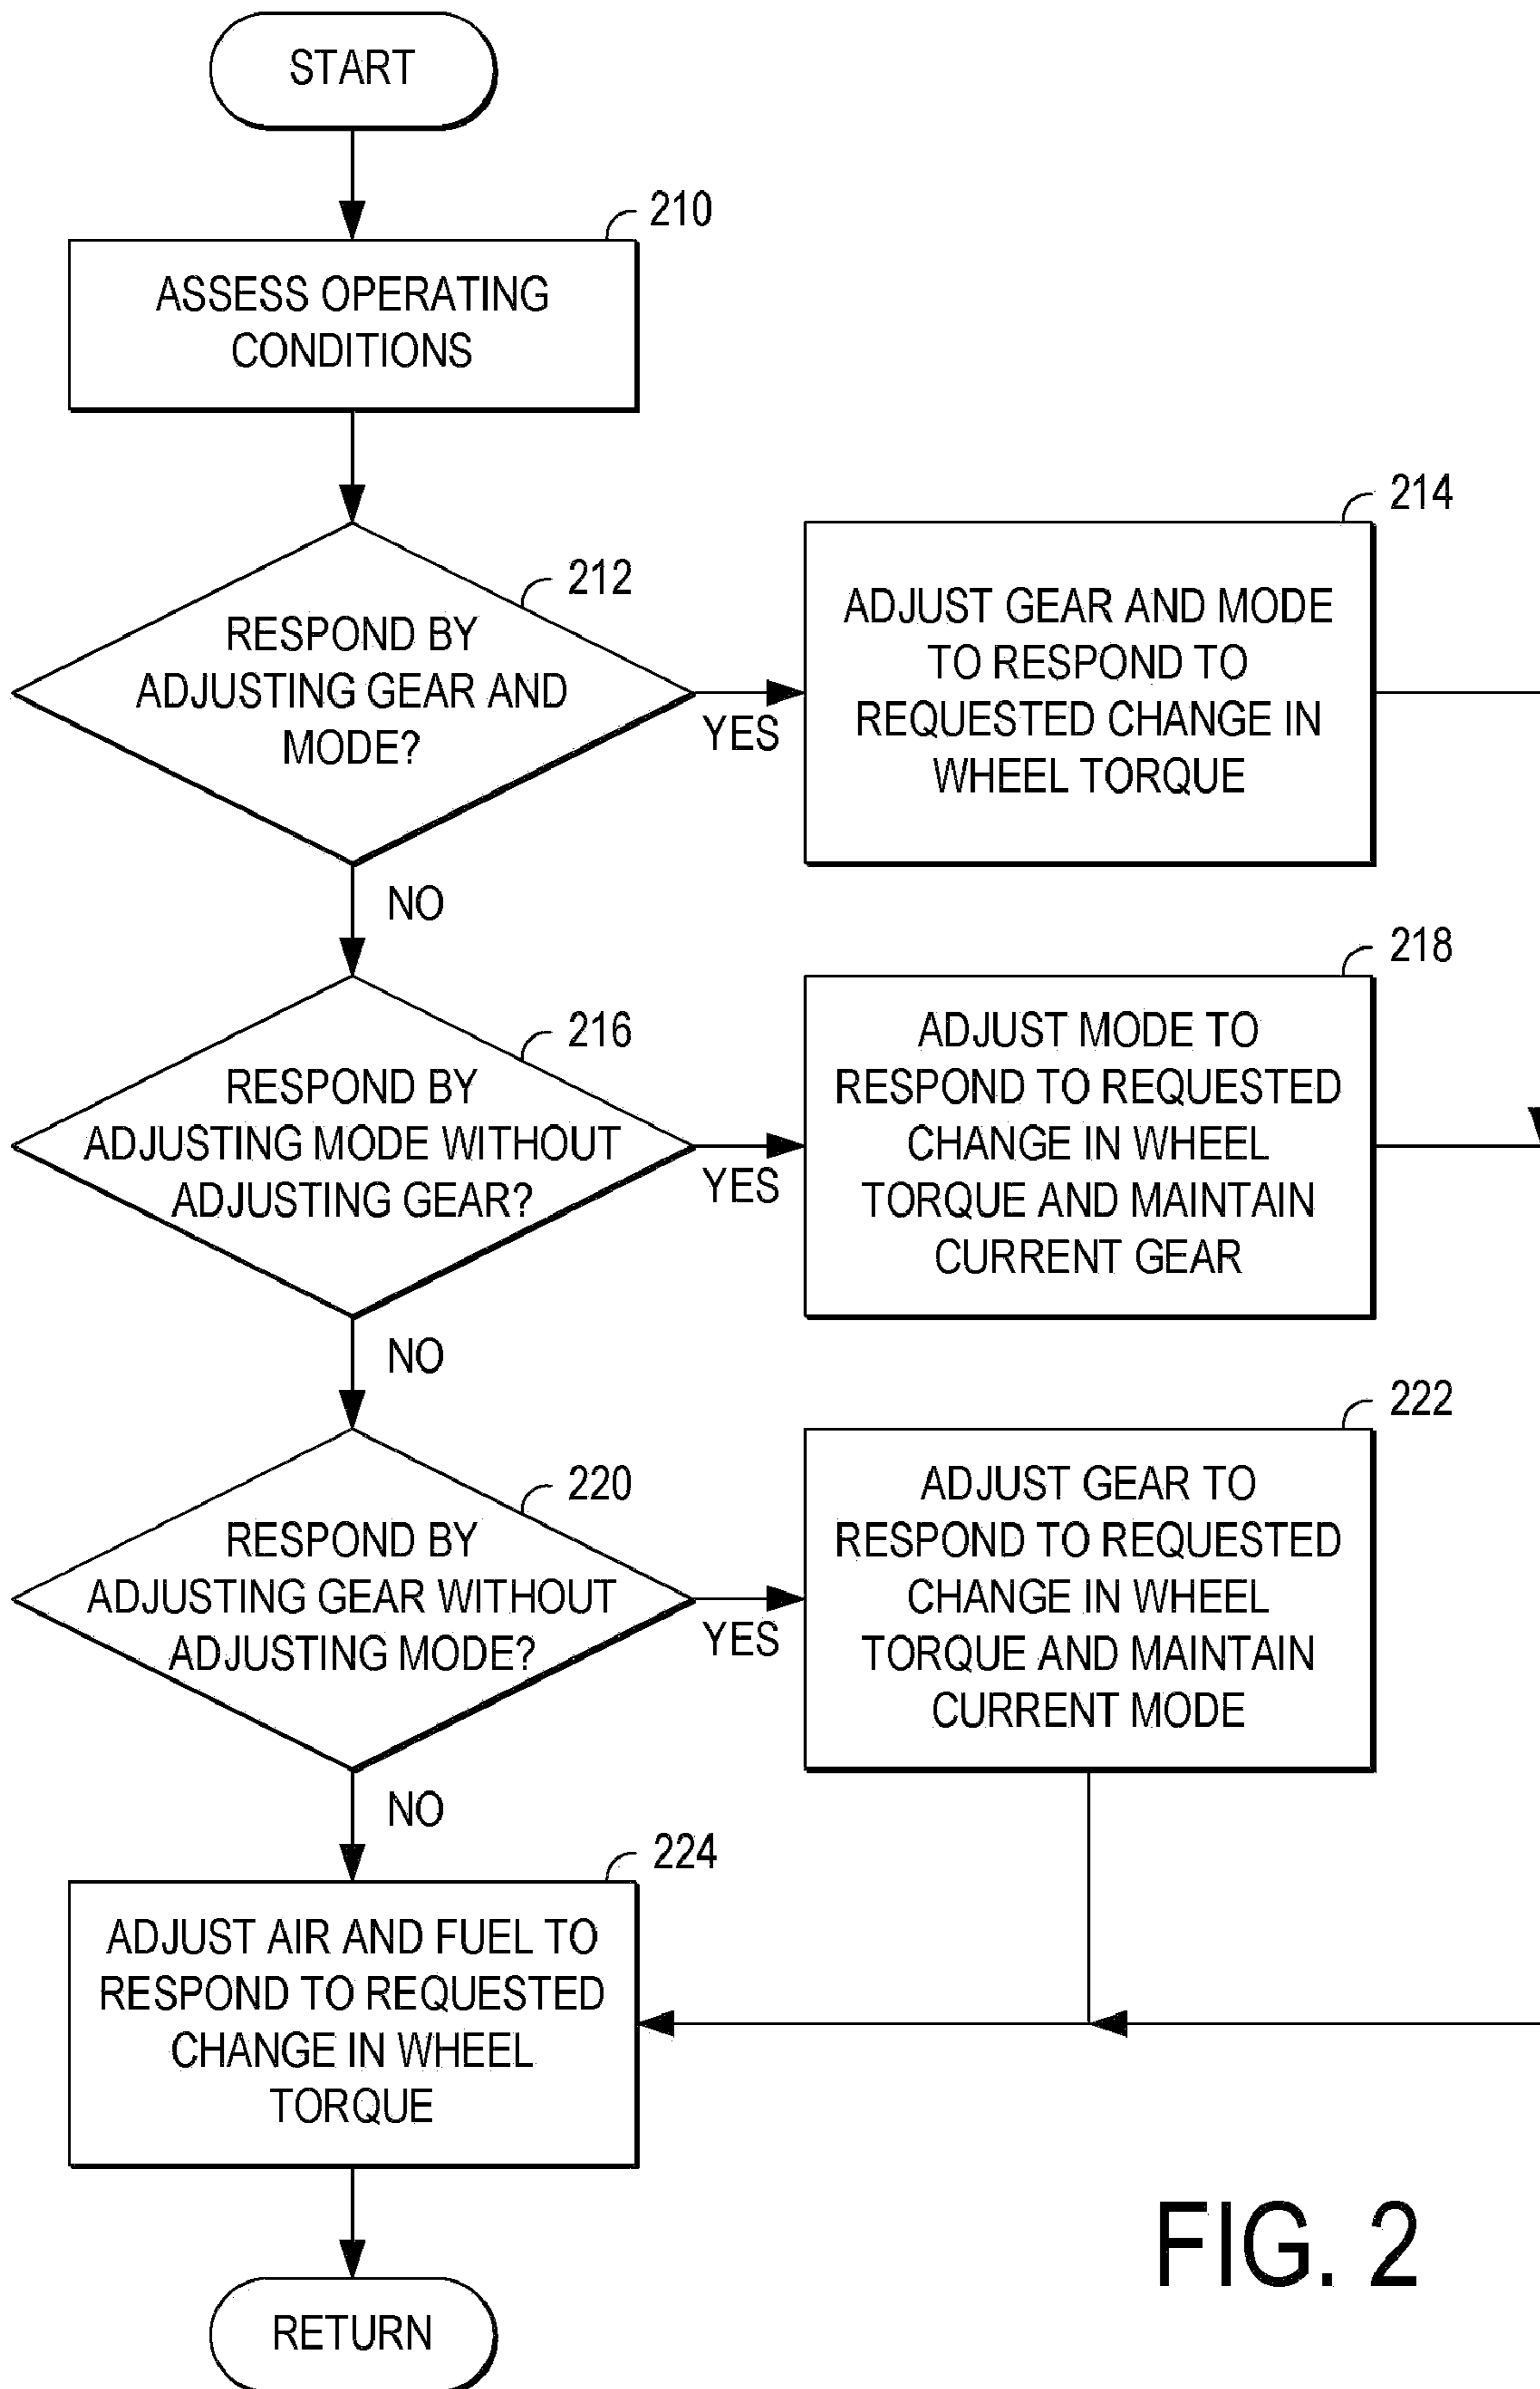 START
210
ASSESS OPERATING
CONDITIONS
212
RESPOND BY
ADJUSTING GEAR AND
MODE?
YES
NO
214
ADJUST GEAR AND MODE
TO RESPOND TO
REQUESTED CHANGE IN
WHEEL TORQUE
216
RESPOND BY
ADJUSTING MODE WITHOUT
ADJUSTING GEAR?
YES
NO
218
ADJUST MODE TO
RESPOND TO REQUESTED
CHANGE IN WHEEL
TORQUE AND MAINTAIN
CURRENT GEAR
220
RESPOND BY
ADJUSTING GEAR WITHOUT
ADJUSTING MODE?
YES
NO
222
ADJUST GEAR TO
RESPOND TO REQUESTED
CHANGE IN WHEEL
TORQUE AND MAINTAIN
CURRENT MODE
224
ADJUST AIR AND FUEL TO
RESPOND TO REQUESTED
CHANGE IN WHEEL
TORQUE
RETURN
FIG. 2